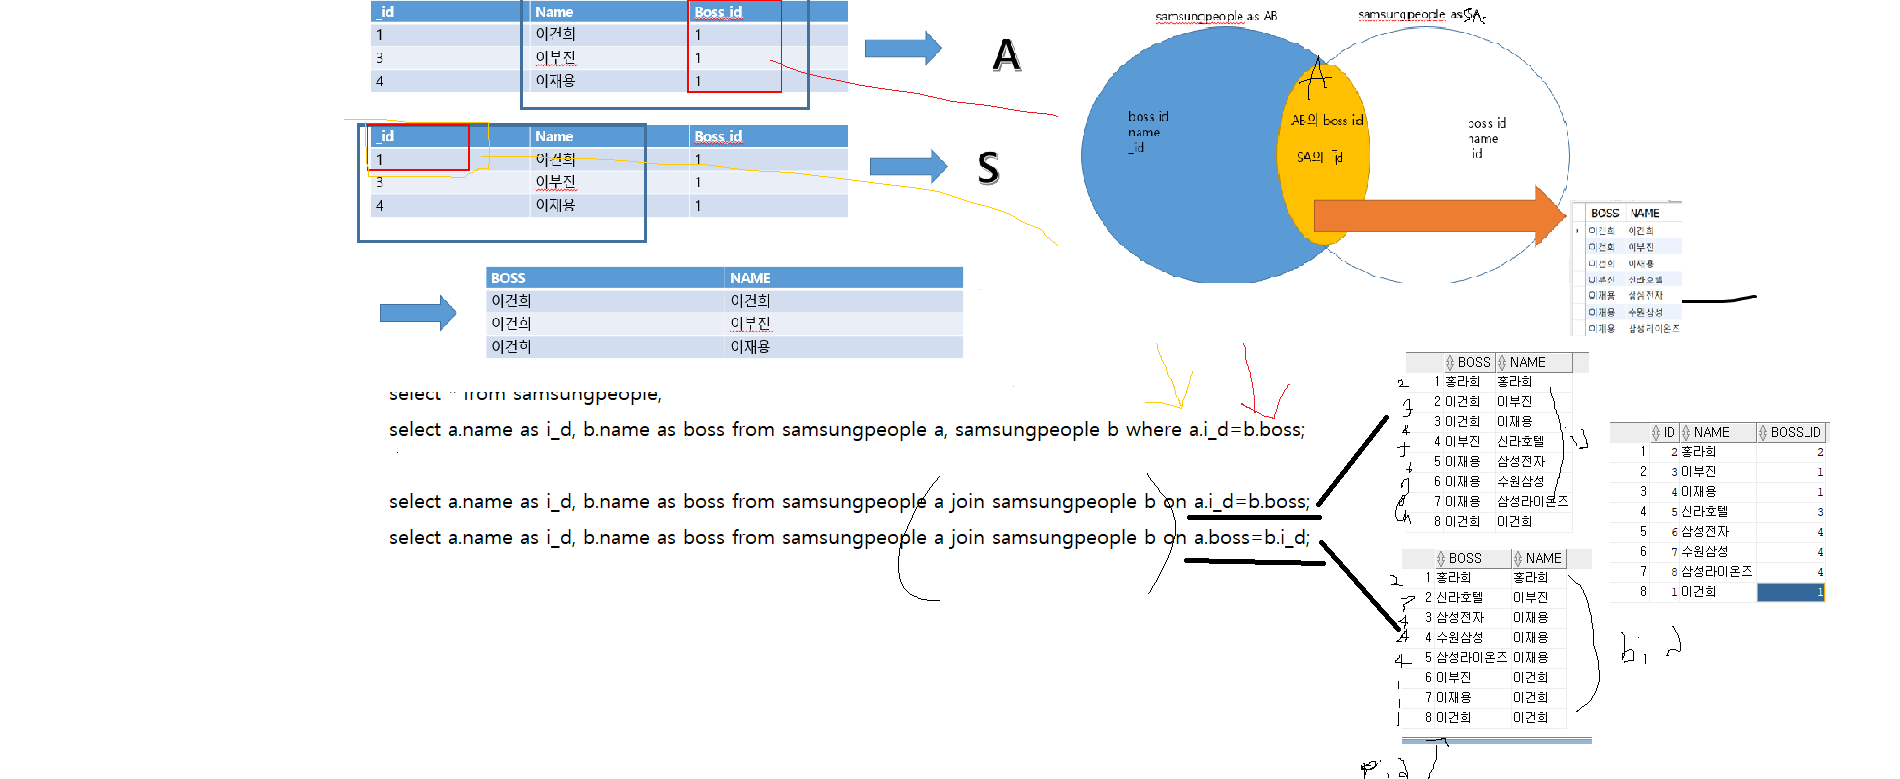 _id Name Boss id
1 이건희 1
3 이부진 1
4 이재용 1
A
_id Name Boss id
1 이건희 1
3 이부진 1
4 이재용 1
S
BOSS NAME
이건희 이건희
이건희 이부진
이건희 이재용
samsungpeople as AB
samsungpeople as SA
boss id
name
_id
A
AB의 boss id
SA의 _id
boss id
name
id
BOSS NAME
이건희 이건희
이건희 이부진
이건희 이재용
이부진 신라호텔
이재용 삼성전자
이재용 수원삼성
이재용 삼성라이온즈
select * from samsungpeople;
select a.name as i_d, b.name as boss from samsungpeople a, samsungpeople b where a.i_d=b.boss;
select a.name as i_d, b.name as boss from samsungpeople a join samsungpeople b on a.i_d=b.boss;
select a.name as i_d, b.name as boss from samsungpeople a join samsungpeople b on a.boss=b.i_d;
BOSS NAME
1 홍라희 홍라희
2 이건희 이부진
3 이건희 이재용
4 이부진 신라호텔
5 이재용 삼성전자
6 이재용 수원삼성
7 이재용 삼성라이온즈
8 이건희 이건희
BOSS NAME
1 홍라희 홍라희
2 신라호텔 이부진
3 삼성전자 이재용
4 수원삼성 이재용
5 삼성라이온즈 이재용
6 이부진 이건희
7 이재용 이건희
8 이건희 이건희
ID NAME BOSS_ID
1 2 홍라희 2
2 3 이부진 1
3 4 이재용 1
4 5 신라호텔 3
5 6 삼성전자 4
6 7 수원삼성 4
7 8 삼성라이온즈 4
8 1 이건희 1